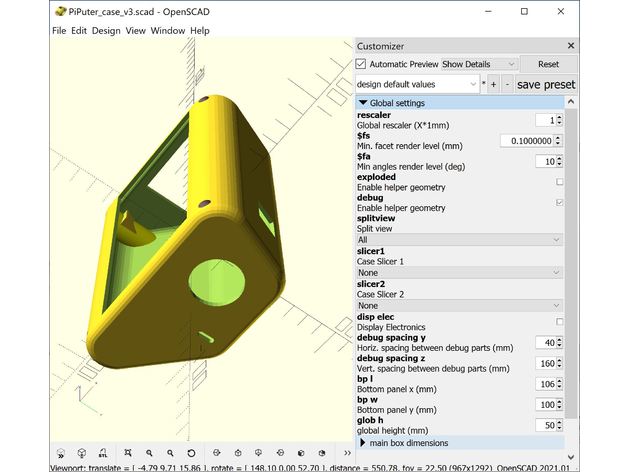 PiPuter_case_v3.scad - OpenSCAD
File Edit Design View Window Help
Customizer
Automatic Preview Show Details Reset
design default values * + - save preset
Global settings
rescaler
Global rescaler (X*1mm) 1
$fs
Min. facet render level (mm) 0.1000000
$fa
Min angles render level (deg) 10
exploded
Enable helper geometry
debug
Enable helper geometry
splitview
Split view
All
slicer1
Case Slicer 1
None
slicer2
Case Slicer 2
None
disp elec
Display Electronics
debug spacing y
Horiz. spacing between debug parts (mm) 40
debug spacing z
Vert. spacing between debug parts (mm) 160
bp l
Bottom panel x (mm) 106
bp w
Bottom panel y (mm) 100
glob h
global height (mm) 50
main box dimensions
STL
>>
Viewport: translate = [ -4.79 9.71 15.86 ], rotate = [ 148.10 0.00 52.70 ], distance = 550.78, fov = 22.50 (967x1292) OpenSCAD 2021.01